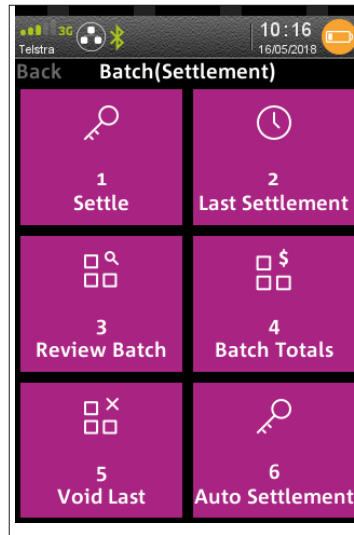 3G
10:16
Telstra
16/05/2018
Back Batch(Settlement)
1
Settle
2
Last Settlement
3
Review Batch
$
4
Batch Totals
5
Void Last
6
Auto Settlement